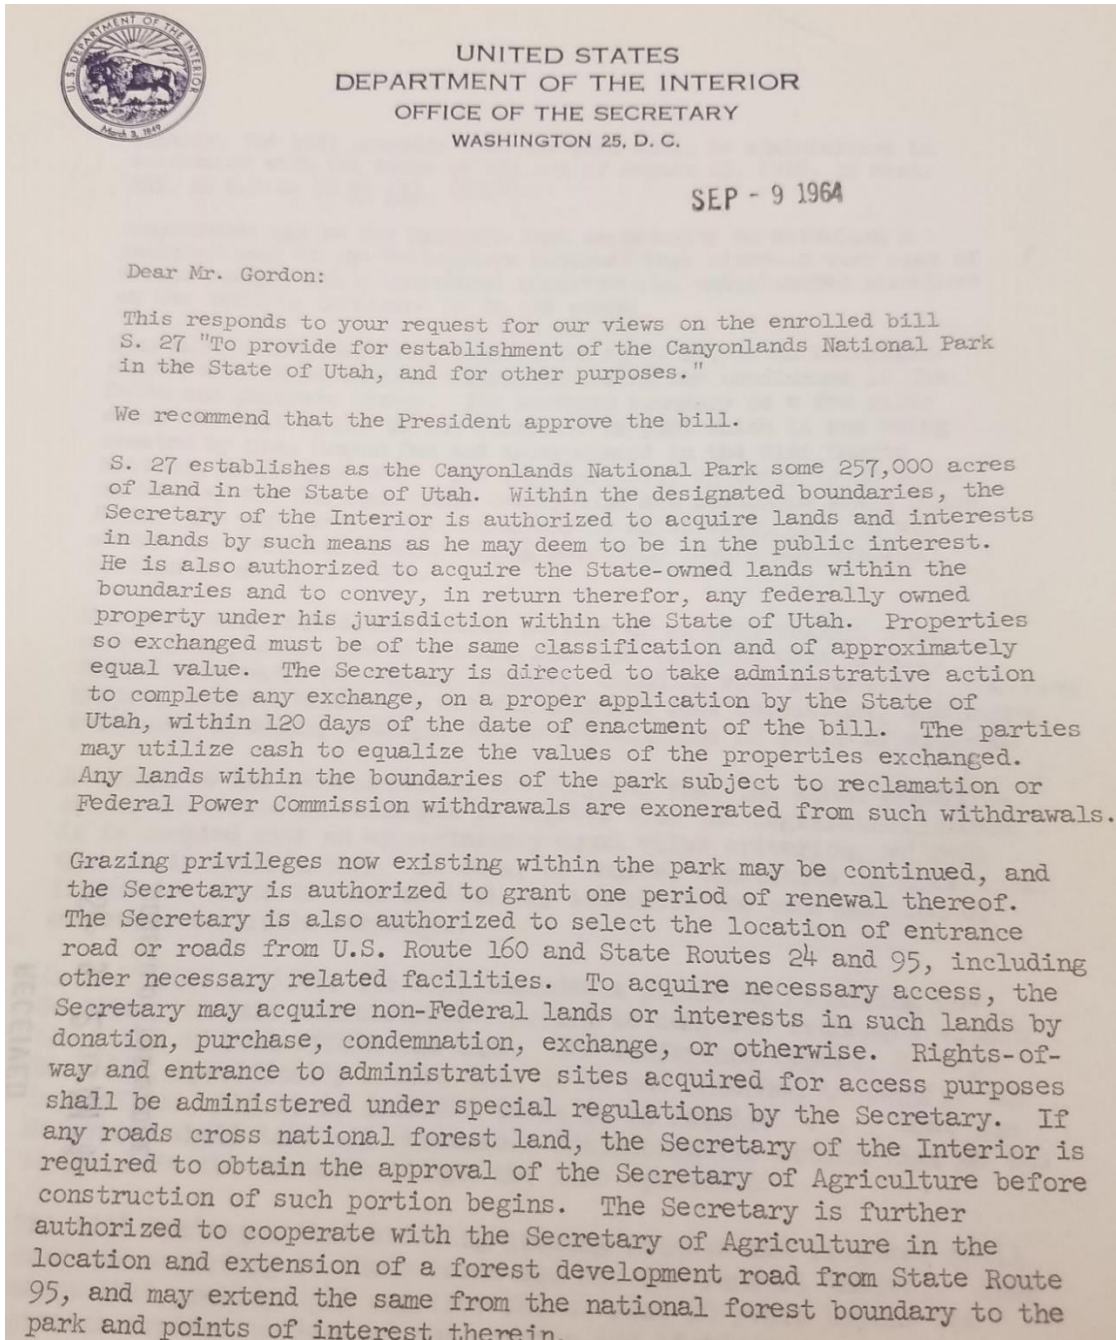 U. S. DEPARTMENT OF THE INTERIOR
March 3, 1849
UNITED STATES
DEPARTMENT OF THE INTERIOR
OFFICE OF THE SECRETARY
WASHINGTON 25, D. C.
SEP - 9 1964
Dear Mr. Gordon:
This responds to your request for our views on the enrolled bill
S. 27 "To provide for establishment of the Canyonlands National Park
in the State of Utah, and for other purposes."
We recommend that the President approve the bill.
S. 27 establishes as the Canyonlands National Park some 257,000 acres
of land in the State of Utah. Within the designated boundaries, the
Secretary of the Interior is authorized to acquire lands and interests
in lands by such means as he may deem to be in the public interest.
He is also authorized to acquire the State-owned lands within the
boundaries and to convey, in return therefor, any federally owned
property under his jurisdiction within the State of Utah. Properties
so exchanged must be of the same classification and of approximately
equal value. The Secretary is directed to take administrative action
to complete any exchange, on a proper application by the State of
Utah, within 120 days of the date of enactment of the bill. The parties
may utilize cash to equalize the values of the properties exchanged.
Any lands within the boundaries of the park subject to reclamation or
Federal Power Commission withdrawals are exonerated from such withdrawals.
Grazing privileges now existing within the park may be continued, and
the Secretary is authorized to grant one period of renewal thereof.
The Secretary is also authorized to select the location of entrance
road or roads from U.S. Route 160 and State Routes 24 and 95, including
other necessary related facilities. To acquire necessary access, the
Secretary may acquire non-Federal lands or interests in such lands by
donation, purchase, condemnation, exchange, or otherwise. Rights-of-
way and entrance to administrative sites acquired for access purposes
shall be administered under special regulations by the Secretary. If
any roads cross national forest land, the Secretary of the Interior is
required to obtain the approval of the Secretary of Agriculture before
construction of such portion begins. The Secretary is further
authorized to cooperate with the Secretary of Agriculture in the
location and extension of a forest development road from State Route
95, and may extend the same from the national forest boundary to the
park and points of interest therein.
RECEIVED